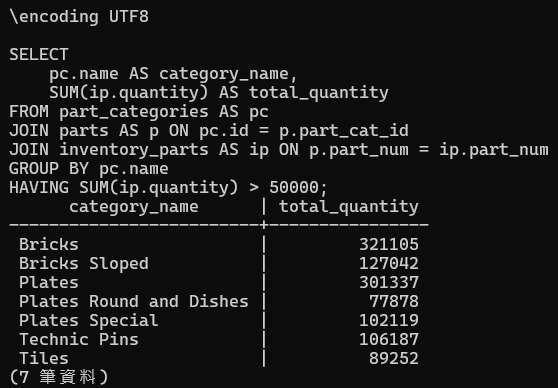 \encoding UTF8

SELECT
    pc.name AS category_name,
    SUM(ip.quantity) AS total_quantity
FROM part_categories AS pc
JOIN parts AS p ON pc.id = p.part_cat_id
JOIN inventory_parts AS ip ON p.part_num = ip.part_num
GROUP BY pc.name
HAVING SUM(ip.quantity) > 50000;
      category_name      | total_quantity
-------------------------+----------------
 Bricks                  |         321105
 Bricks Sloped           |         127042
 Plates                  |         301337
 Plates Round and Dishes |          77878
 Plates Special          |         102119
 Technic Pins            |         106187
 Tiles                   |          89252
(7 筆資料)